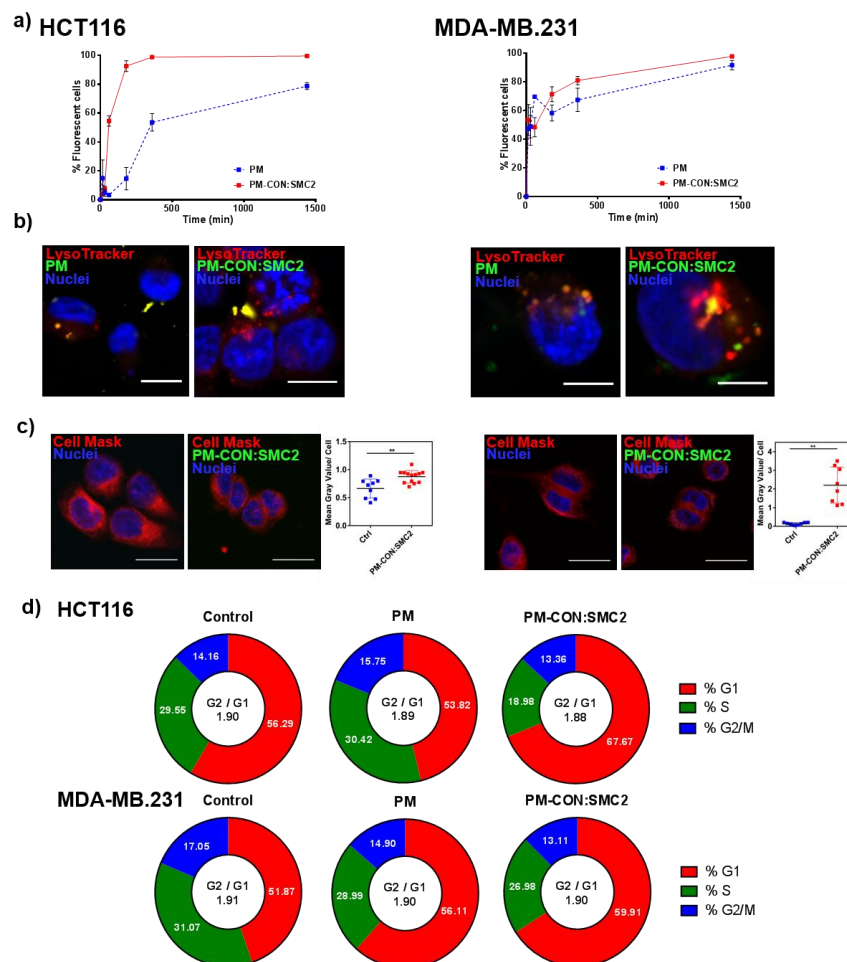 a) HCT116
MDA-MB.231
% Fluorescent cells
100
80
60
40
20
0
0
500
1000
1500
Time (min)
PM
PM-CON:SMC2
% Fluorescent cells
100
80
60
40
20
0
0
500
1000
1500
Time (min)
PM
PM-CON:SMC2
b)
LysoTracker
PM
Nuclei
LysoTracker
PM-CON:SMC2
Nuclei
LysoTracker
PM
Nuclei
LysoTracker
PM-CON:SMC2
Nuclei
c)
Cell Mask
Nuclei
Cell Mask
PM-CON:SMC2
Nuclei
Mean Gray Value/ Cell
1.5
1.0
0.5
0.0
**
Ctrl
PM-CON:SMC2
Cell Mask
Nuclei
Cell Mask
PM-CON:SMC2
Nuclei
Mean Gray Value/ Cell
4
3
2
1
0
**
Ctrl
PM-CON:SMC2
d) HCT116
Control
14.16
29.55
56.29
G2 / G1
1.90
PM
15.75
53.82
30.42
G2 / G1
1.89
PM-CON:SMC2
13.36
18.98
67.67
G2 / G1
1.88
% G1
% S
% G2/M
MDA-MB.231
Control
17.05
51.87
31.07
G2 / G1
1.91
PM
14.90
28.99
56.11
G2 / G1
1.90
PM-CON:SMC2
13.11
26.98
59.91
G2 / G1
1.90
% G1
% S
% G2/M